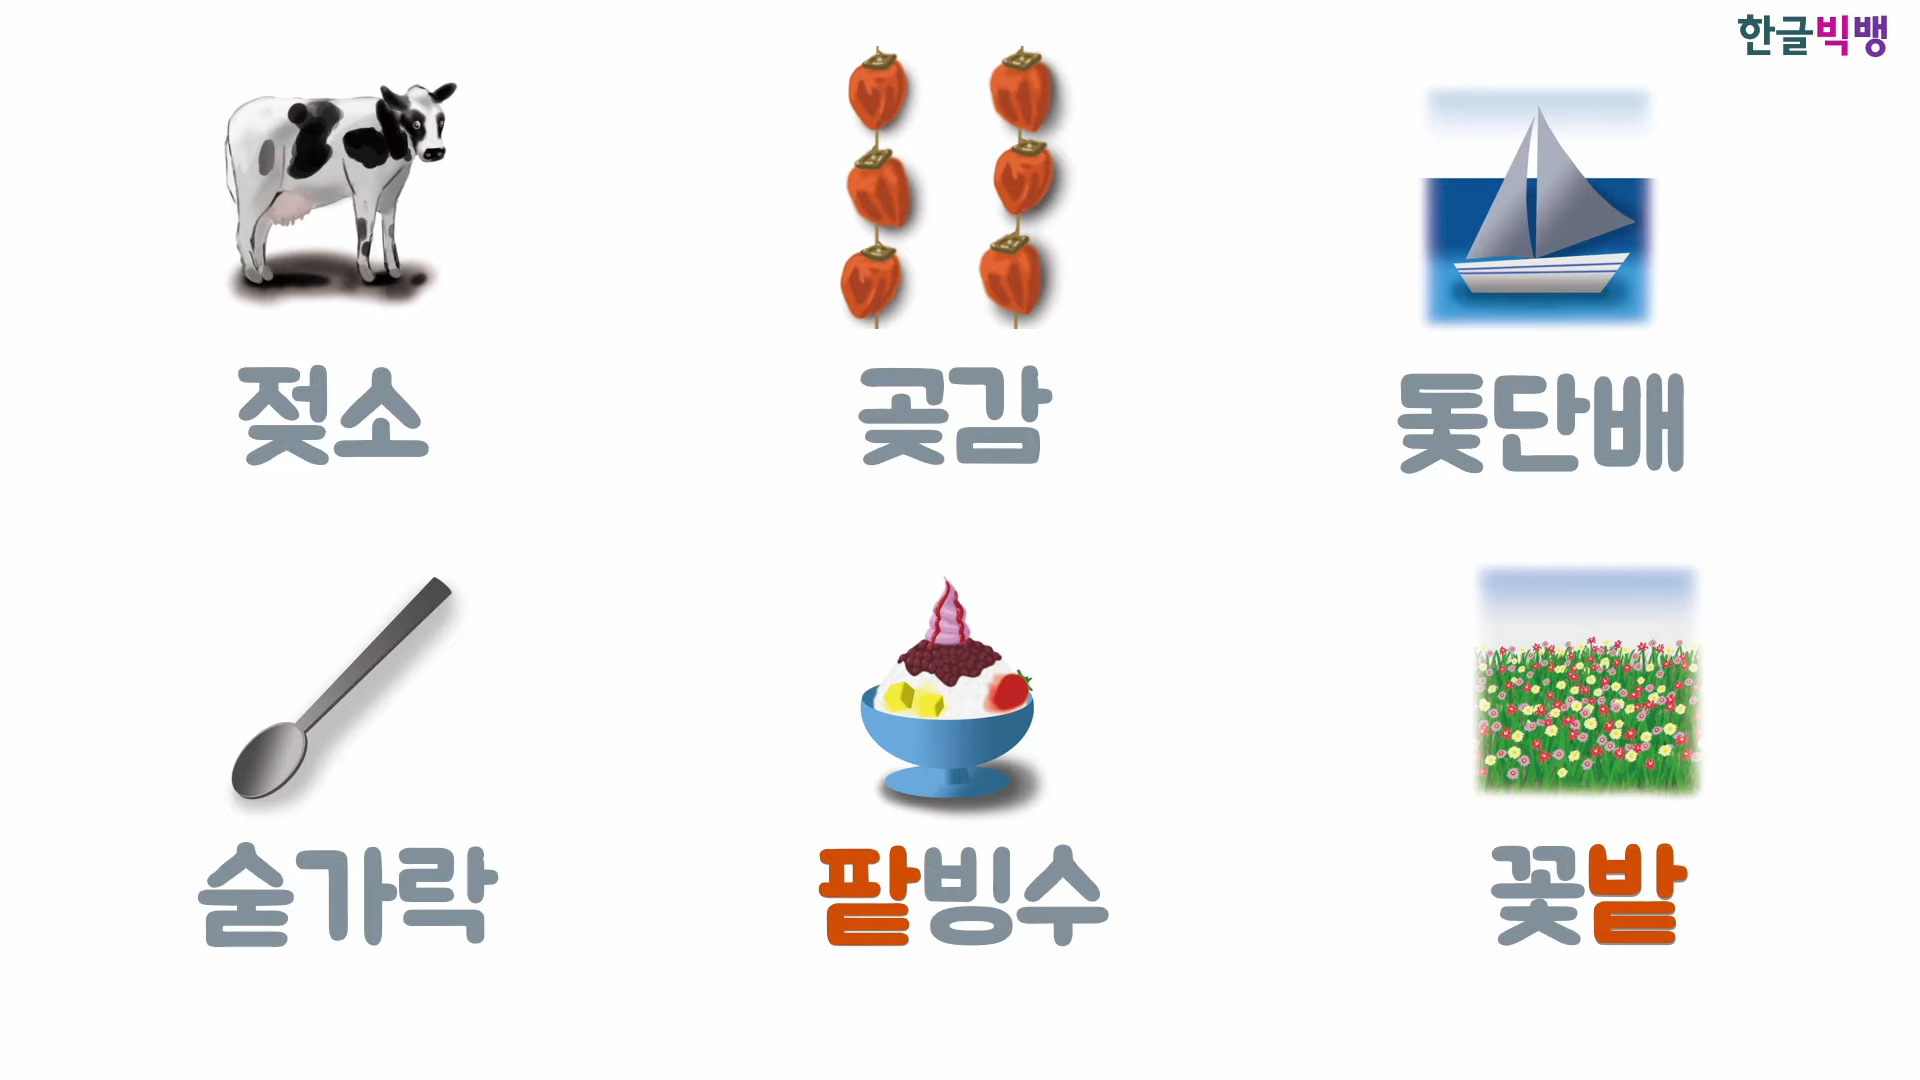 한글빅뱅
젖소 곶감 돛단배
숟가락 팥빙수 꽃밭